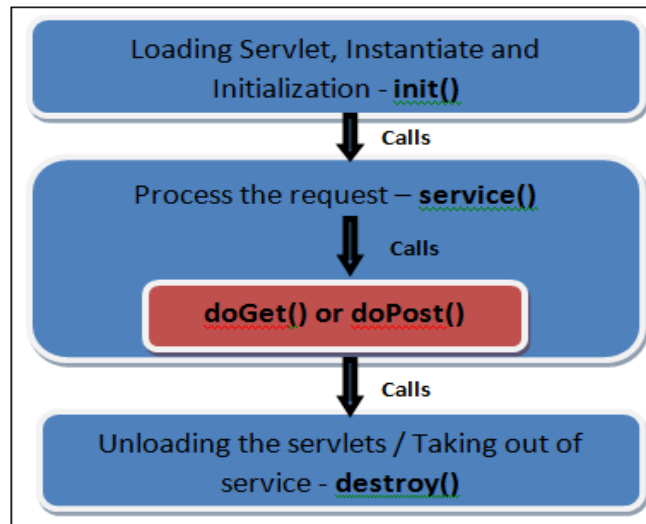 Loading Servlet, Instantiate and
Initialization - init()
Calls
Process the request – service()
Calls
doGet() or doPost()
Calls
Unloading the servlets / Taking out of
service - destroy()